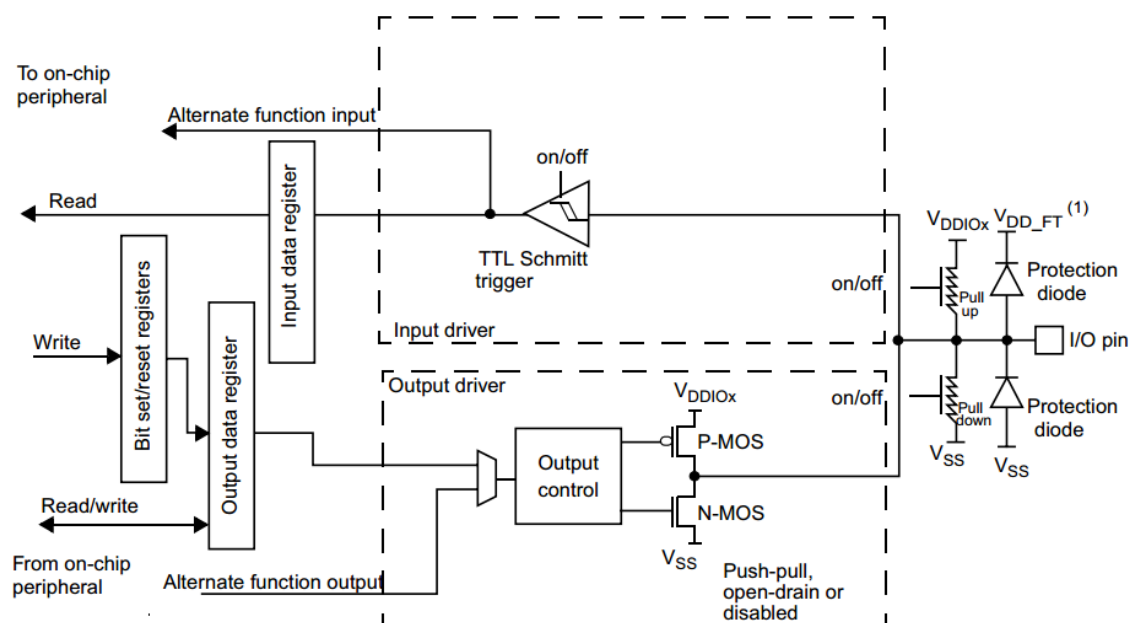 To on-chip
peripheral
Alternate function input
on/off
Read
Input data register
TTL Schmitt
trigger
Input driver
VDDIOx
VDD_FT (1)
on/off
Pull
up
Protection
diode
Write
Bit set/reset registers
Output data register
I/O pin
Output driver
VDDIOx
on/off
Pull
down
Protection
diode
VSS
VSS
P-MOS
Output
control
N-MOS
VSS
Read/write
From on-chip
peripheral
Alternate function output
Push-pull,
open-drain or
disabled